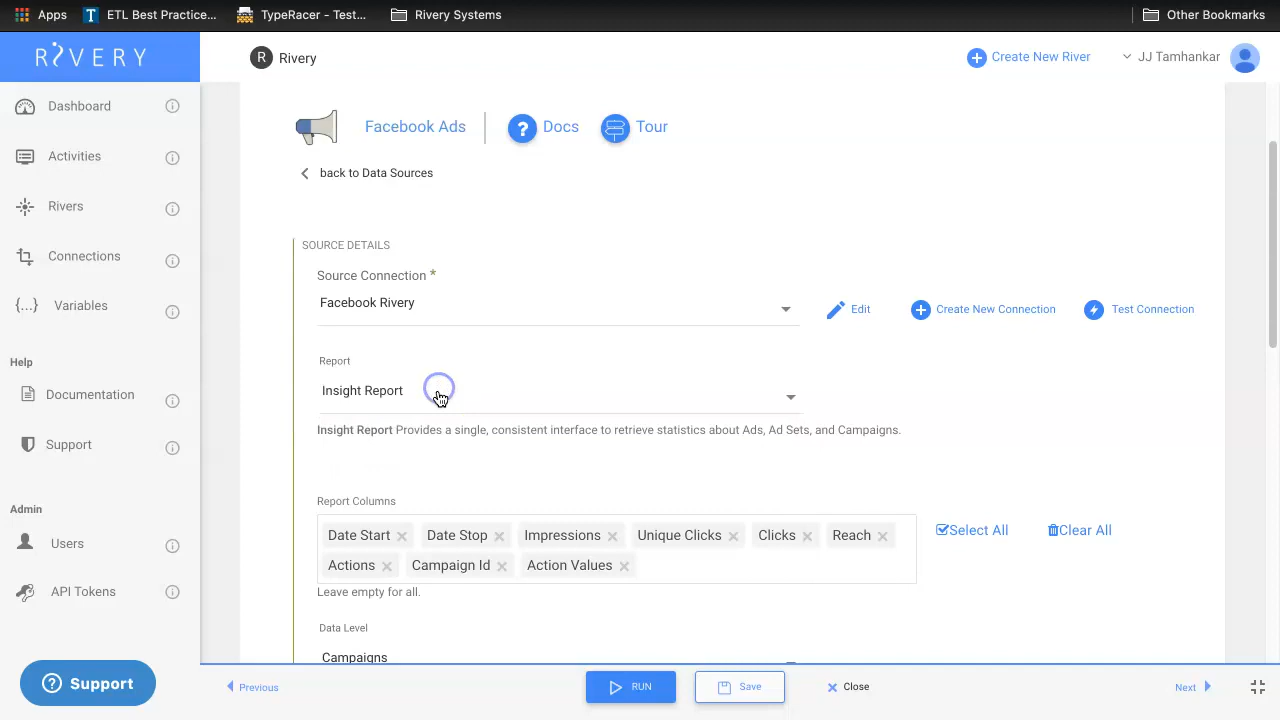 Apps ETL Best Practice... TypeRacer - Test... Rivery Systems Other Bookmarks
RIVERY
R Rivery
Create New River
JJ Tamhankar
Dashboard
Activities
Rivers
Connections
{...} Variables
Help
Documentation
Support
Admin
Users
API Tokens
Support
Facebook Ads
Docs
Tour
back to Data Sources
SOURCE DETAILS
Source Connection *
Facebook Rivery
Edit
Create New Connection
Test Connection
Report
Insight Report
Insight Report Provides a single, consistent interface to retrieve statistics about Ads, Ad Sets, and Campaigns.
Report Columns
Date Start × Date Stop × Impressions × Unique Clicks × Clicks × Reach ×
Actions × Campaign Id × Action Values ×
Select All
Clear All
Leave empty for all.
Data Level
Campaigns
Previous
RUN
Save
Close
Next